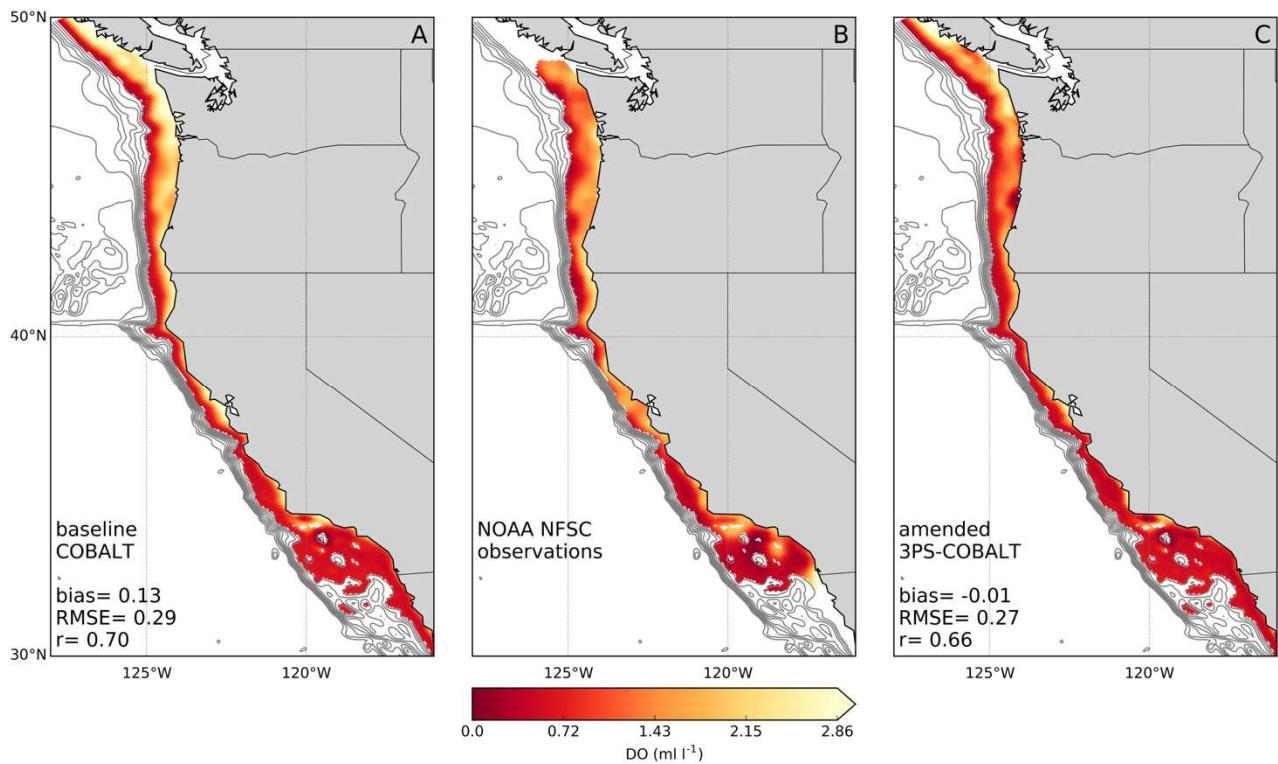 50°N
40°N
30°N
A
baseline
COBALT
bias= 0.13
RMSE= 0.29
r= 0.70
125°W
120°W
B
NOAA NFSC
observations
125°W
120°W
C
amended
3PS-COBALT
bias= -0.01
RMSE= 0.27
r= 0.66
125°W
120°W
0.0 0.72 1.43 2.15 2.86
DO (ml l⁻¹)